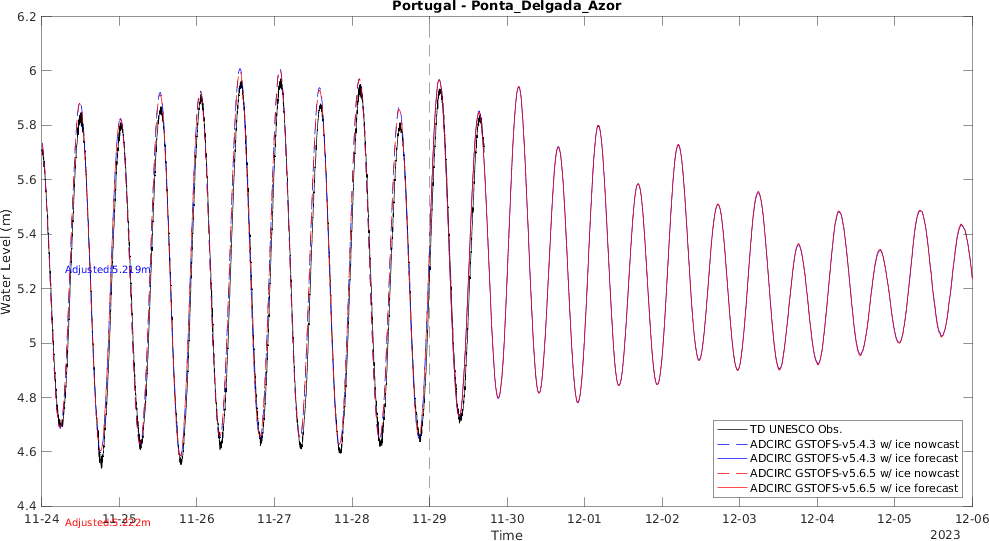 Portugal - Ponta_Delgada_Azor
6.2
6
5.8
5.6
5.4
5.2
5
4.8
4.6
4.4
Water Level (m)
Adjusted:5.219m
Adjusted:5.222m
TD UNESCO Obs.
ADCIRC GSTOFS-v5.4.3 w/ ice nowcast
ADCIRC GSTOFS-v5.4.3 w/ ice forecast
ADCIRC GSTOFS-v5.6.5 w/ ice nowcast
ADCIRC GSTOFS-v5.6.5 w/ ice forecast
11-24 11-25 11-26 11-27 11-28 11-29 11-30 12-01 12-02 12-03 12-04 12-05 12-06
Time
2023